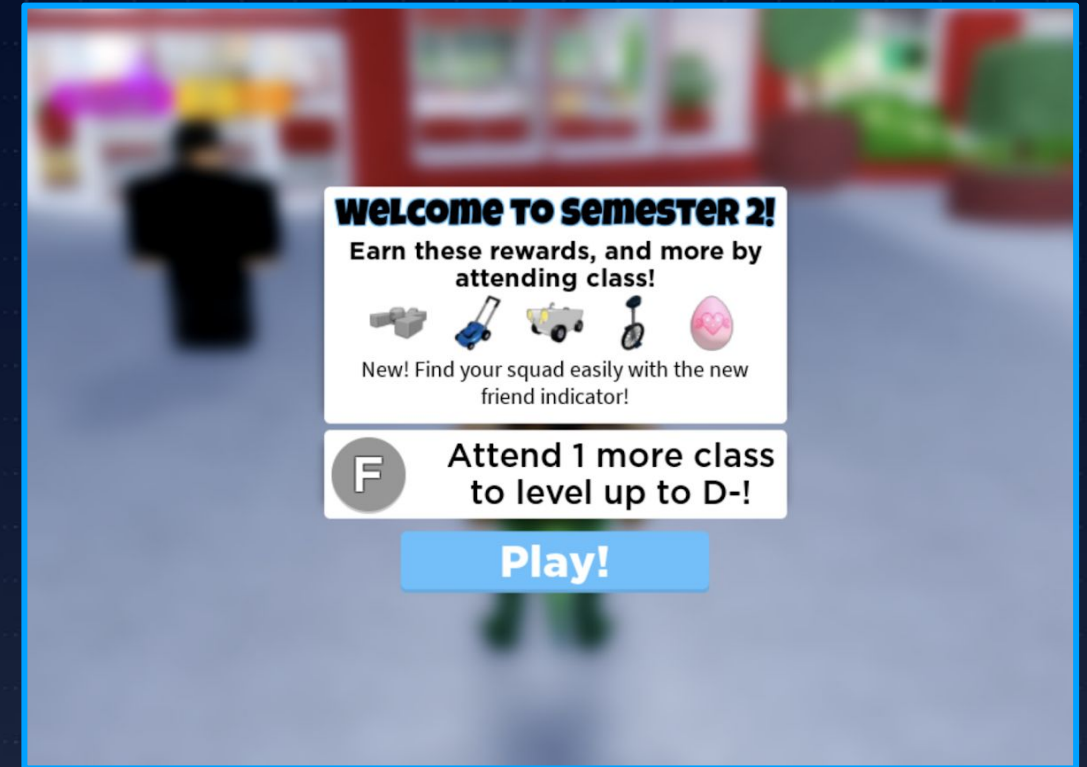 WELCOME TO SEMESTER 2!
Earn these rewards, and more by
attending class!
New! Find your squad easily with the new
friend indicator!
F
Attend 1 more class
to level up to D-!
Play!